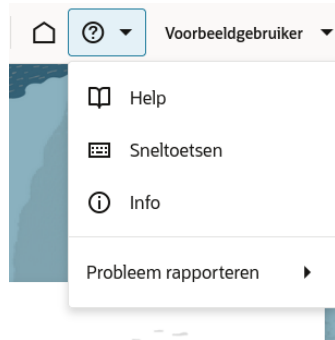 Voorbeeldgebruiker
Help
Sneltoetsen
Info
Probleem rapporteren